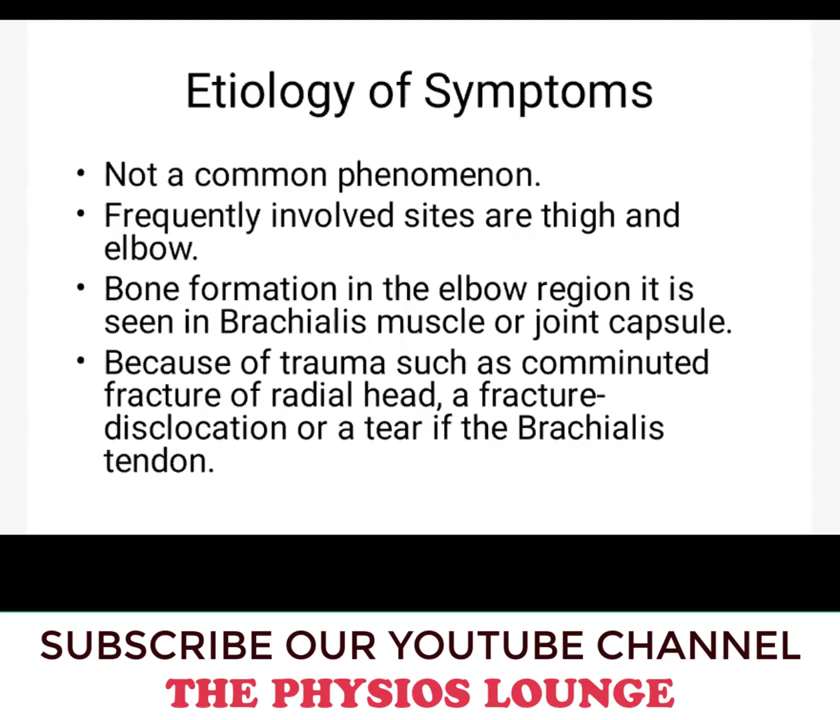 Etiology of Symptoms
• Not a common phenomenon.
• Frequently involved sites are thigh and
elbow.
• Bone formation in the elbow region it is
seen in Brachialis muscle or joint capsule.
• Because of trauma such as comminuted
fracture of radial head, a fracture-
disclocation or a tear if the Brachialis
tendon.
SUBSCRIBE OUR YOUTUBE CHANNEL
THE PHYSIOS LOUNGE